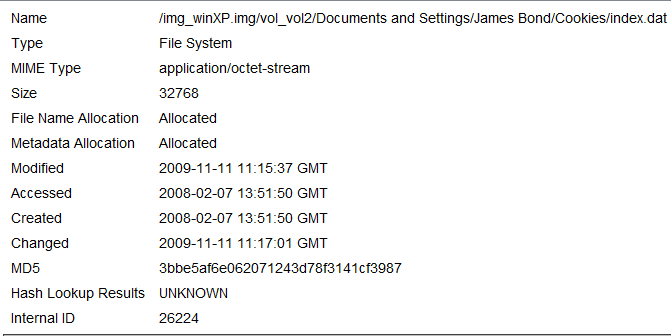 Name /img_winXP.img/vol_vol2/Documents and Settings/James Bond/Cookies/index.dat
Type File System
MIME Type application/octet-stream
Size 32768
File Name Allocation Allocated
Metadata Allocation Allocated
Modified 2009-11-11 11:15:37 GMT
Accessed 2008-02-07 13:51:50 GMT
Created 2008-02-07 13:51:50 GMT
Changed 2009-11-11 11:17:01 GMT
MD5 3bbe5af6e062071243d78f3141cf3987
Hash Lookup Results UNKNOWN
Internal ID 26224